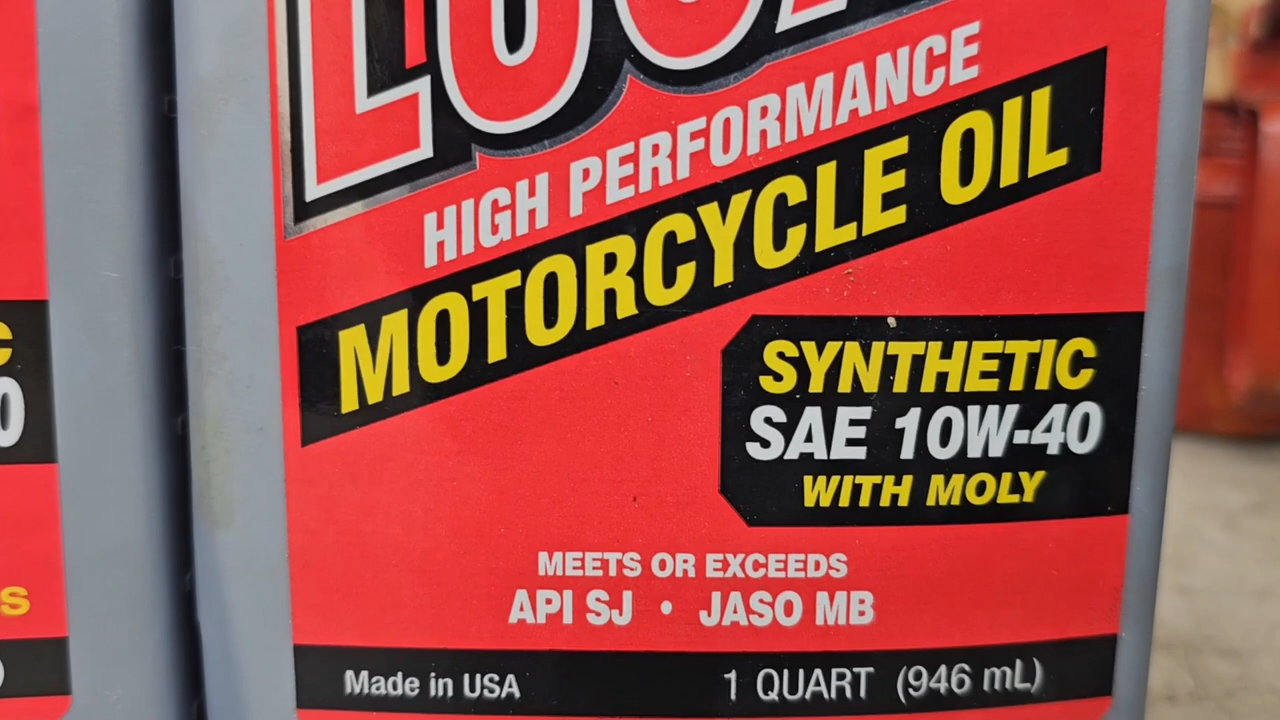 HIGH PERFORMANCE
MOTORCYCLE OIL
SYNTHETIC
SAE 10W-40
WITH MOLY
MEETS OR EXCEEDS
API SJ • JASO MB
Made in USA
1 QUART (946 mL)